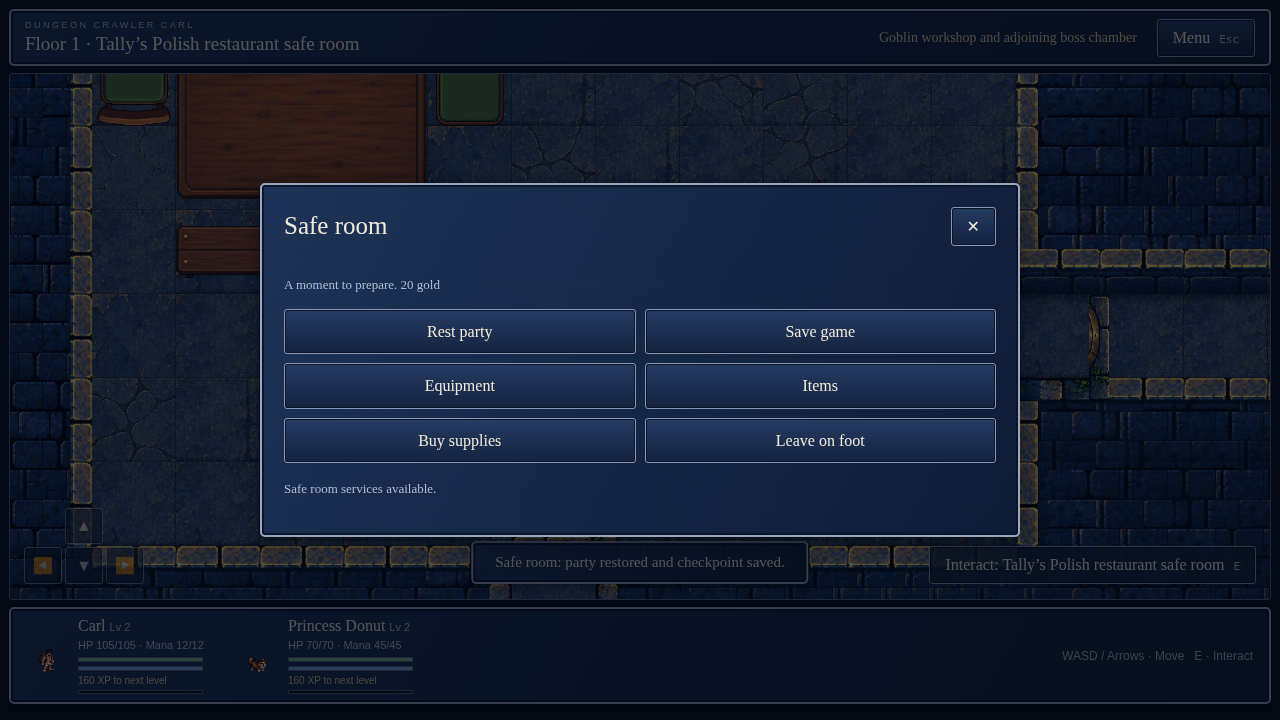 DUNGEON CRAWLER CARL
Floor 1 · Tally’s Polish restaurant safe room
Goblin workshop and adjoining boss chamber
Menu Esc
Safe room
✕
A moment to prepare. 20 gold
Rest party
Save game
Equipment
Items
Buy supplies
Leave on foot
Safe room services available.
Safe room: party restored and checkpoint saved.
Interact: Tally’s Polish restaurant safe room E
Carl Lv 2
HP 105/105 · Mana 12/12
160 XP to next level
Princess Donut Lv 2
HP 70/70 · Mana 45/45
160 XP to next level
WASD / Arrows · Move E · Interact